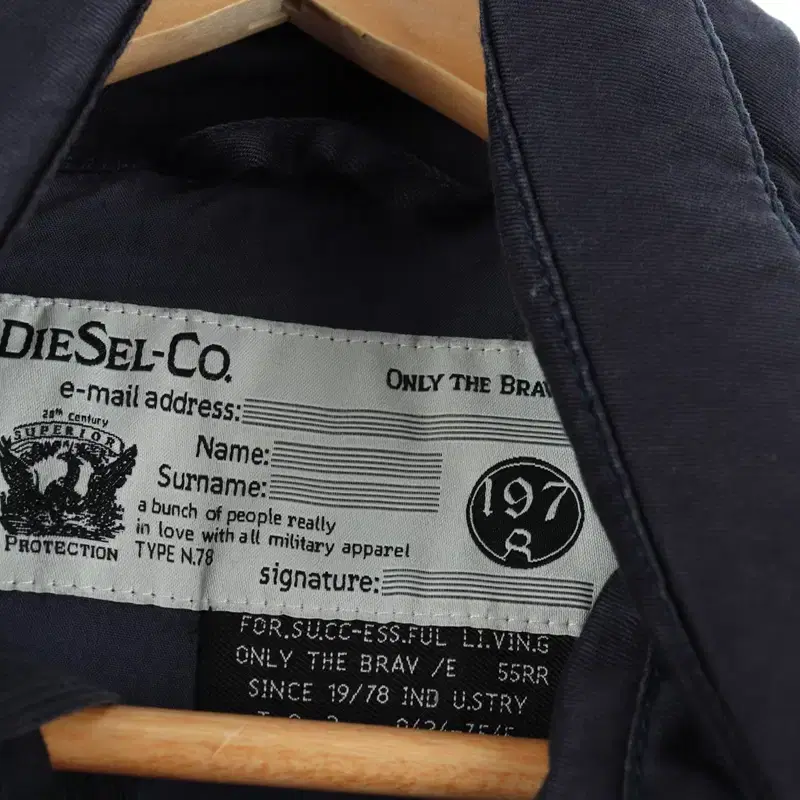 DIESEL-CO.
ONLY THE BRAV
e-mail address:
20th Century
SUPERIOR
PROTECTION
Name:
Surname:
a bunch of people really
in love with all military apparel
TYPE N.78
signature:
197
8
FOR.SU.CC-ESS.FUL LI.VIN.G
ONLY THE BRAV /E 55RR
SINCE 19/78 IND U.STRY